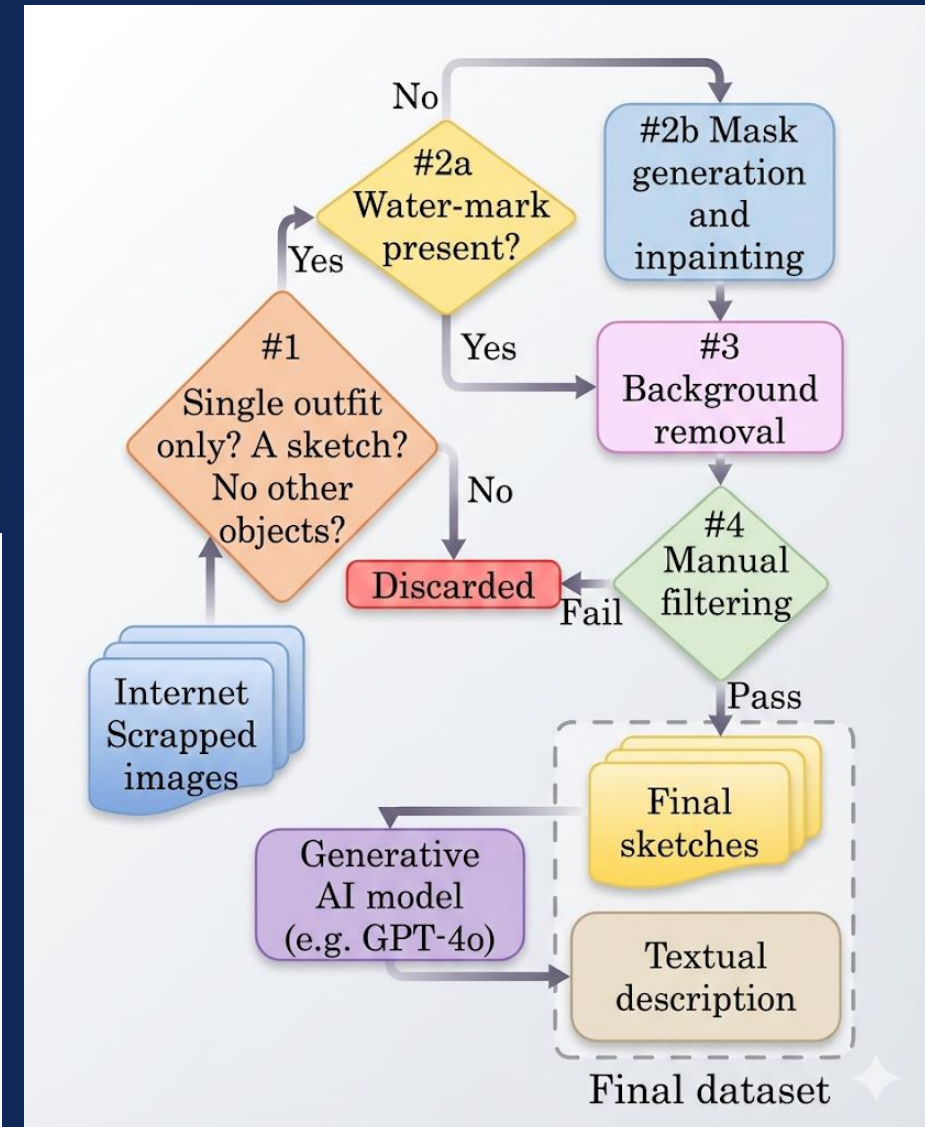 No
#2a
Water-mark
present?
#2b Mask
generation
and
inpainting
Yes
Yes
#1
Single outfit
only? A sketch?
No other
objects?
#3
Background
removal
No
#4
Manual
filtering
Discarded
Fail
Internet
Scrapped
images
Pass
Final
sketches
Generative
AI model
(e.g. GPT-4o)
Textual
description
Final dataset